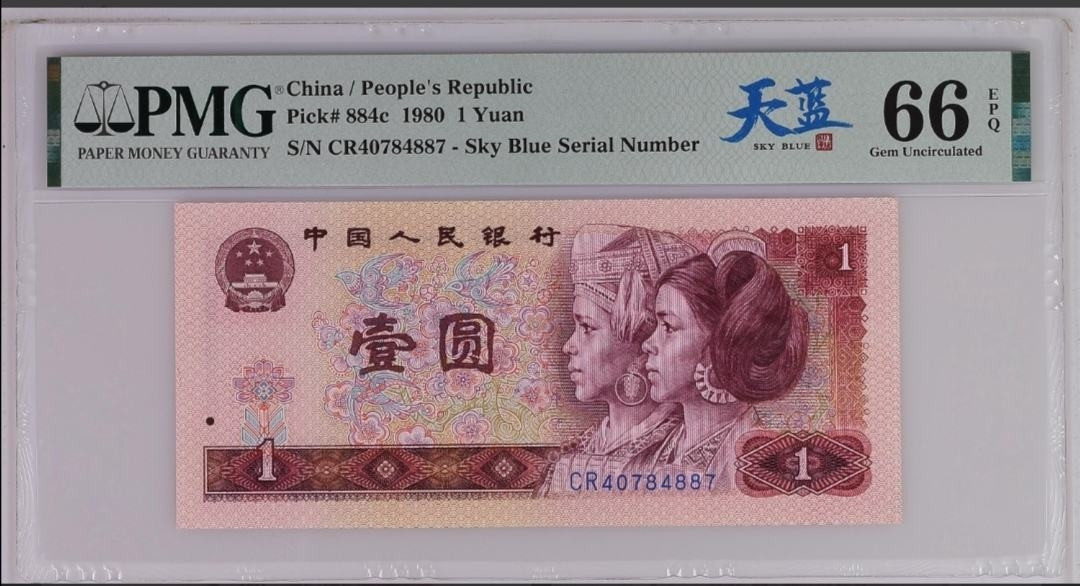 PMG®
PAPER MONEY GUARANTY
China / People's Republic
Pick# 884c 1980 1 Yuan
S/N CR40784887 - Sky Blue Serial Number
天蓝
SKY BLUE
66
EPQ
Gem Uncirculated
中国人民银行
1
壹圆
1
CR40784887
1